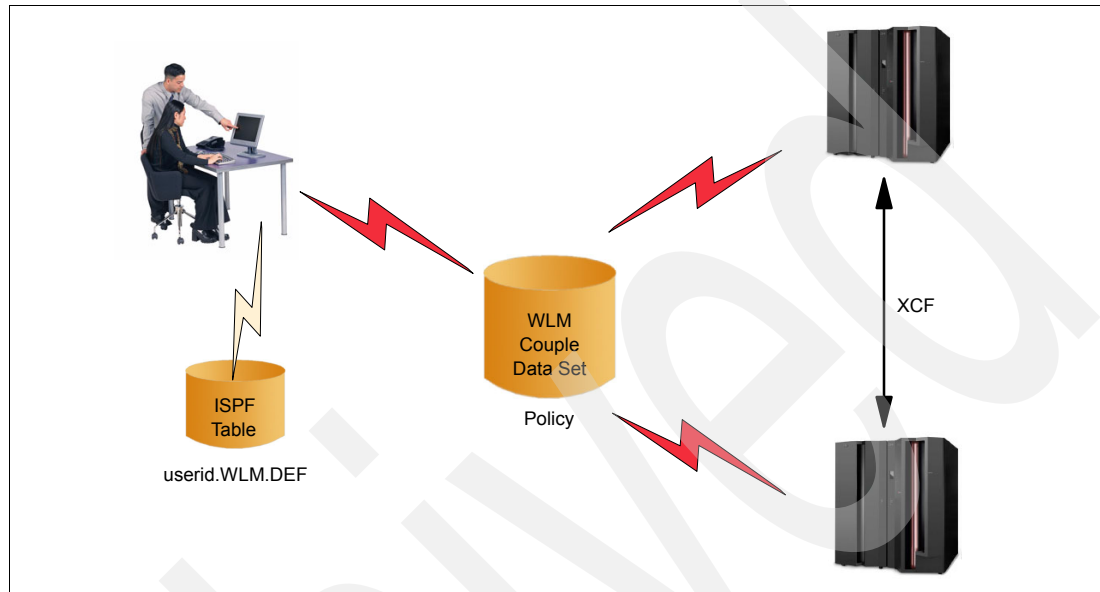 WLM
Couple
Data Set
Policy
ISPF
Table
userid.WLM.DEF
XCF